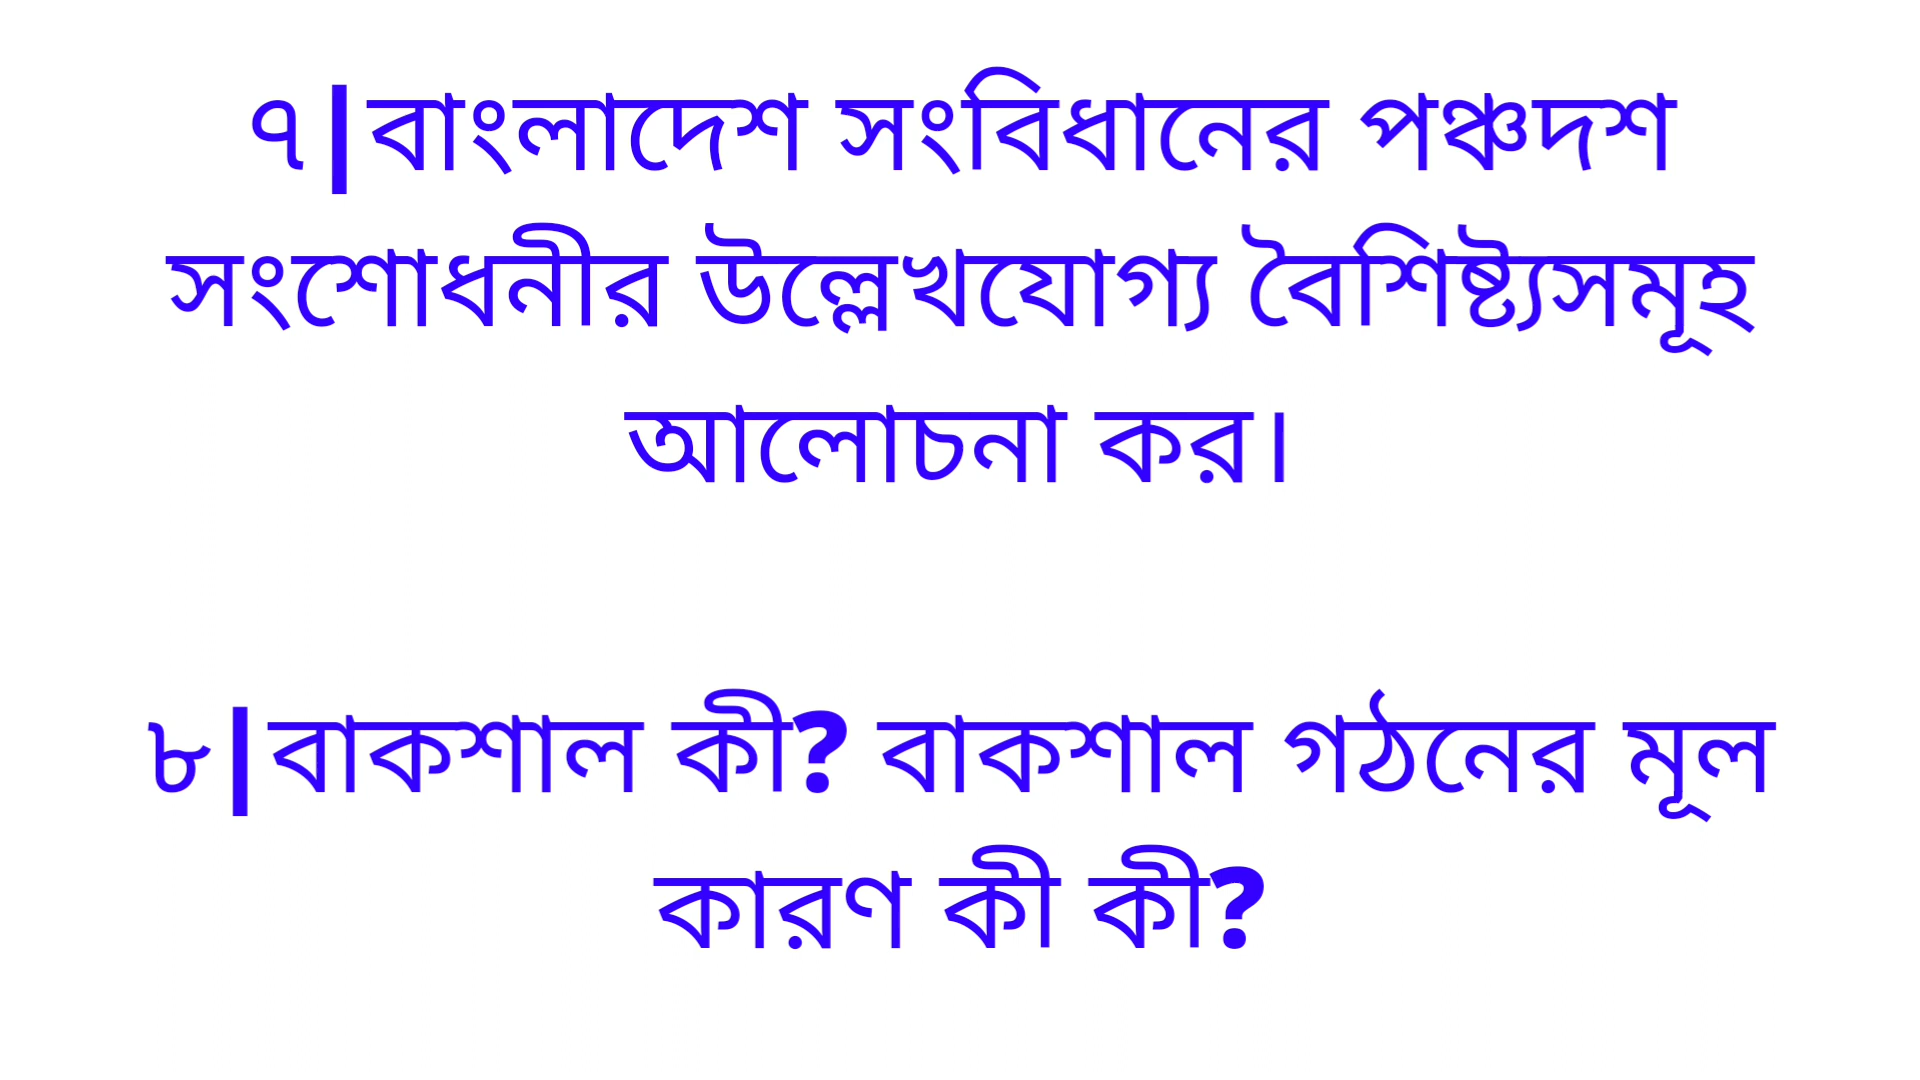 ৭|বাংলাদেশ সংবিধানের পঞ্চদশ
সংশোধনীর উল্লেখযোগ্য বৈশিষ্ট্যসমূহ
আলোচনা কর।
৮|বাকশাল কী? বাকশাল গঠনের মূল
কারণ কী কী?